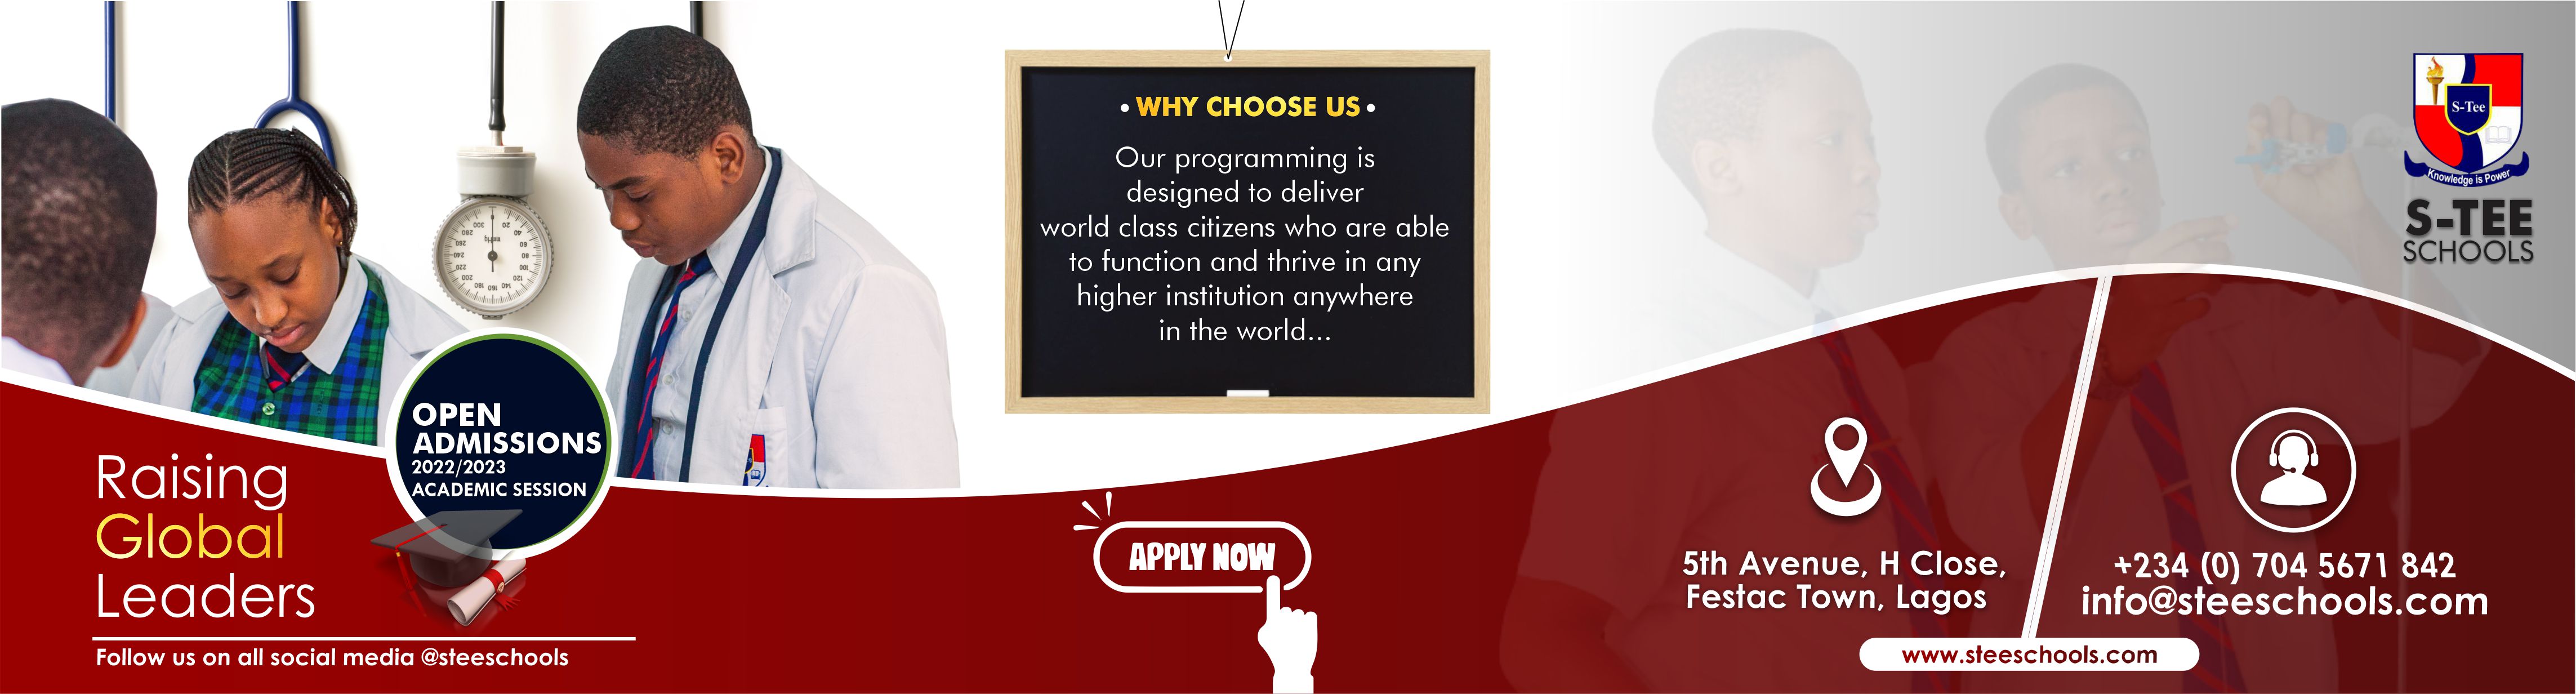 OPEN
ADMISSIONS
2022/2023
ACADEMIC SESSION
Raising
Global
Leaders
Follow us on all social media @steeschools
• WHY CHOOSE US •
Our programming is
designed to deliver
world class citizens who are able
to function and thrive in any
higher institution anywhere
in the world...
APPLY NOW
S-Tee
Knowledge is Power
S-TEE
SCHOOLS
5th Avenue, H Close,
Festac Town, Lagos
+234 (0) 704 5671 842
info@steeschools.com
www.steeschools.com